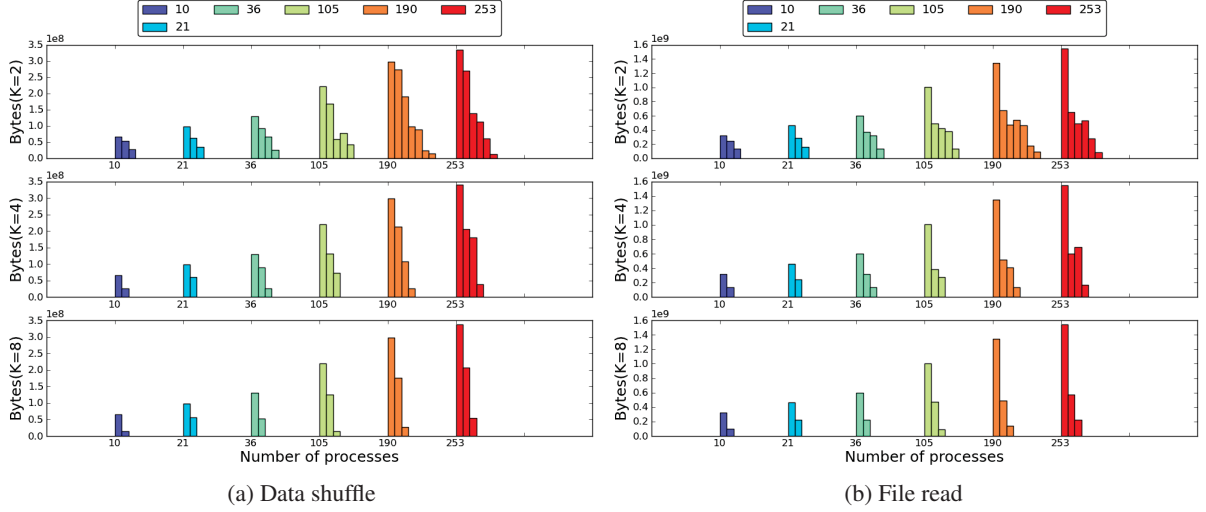 10 36 105 190 253
21
1e8
Bytes(K=2)
3.5
3.0
2.5
2.0
1.5
1.0
0.5
0.0
10 21 36 105 190 253
1e8
Bytes(K=4)
3.5
3.0
2.5
2.0
1.5
1.0
0.5
0.0
10 21 36 105 190 253
1e8
Bytes(K=8)
3.5
3.0
2.5
2.0
1.5
1.0
0.5
0.0
10 21 36 105 190 253
Number of processes
(a) Data shuffle
10 36 105 190 253
21
1e9
Bytes(K=2)
1.6
1.4
1.2
1.0
0.8
0.6
0.4
0.2
0.0
10 21 36 105 190 253
1e9
Bytes(K=4)
1.6
1.4
1.2
1.0
0.8
0.6
0.4
0.2
0.0
10 21 36 105 190 253
1e9
Bytes(K=8)
1.6
1.4
1.2
1.0
0.8
0.6
0.4
0.2
0.0
10 21 36 105 190 253
Number of processes
(b) File read